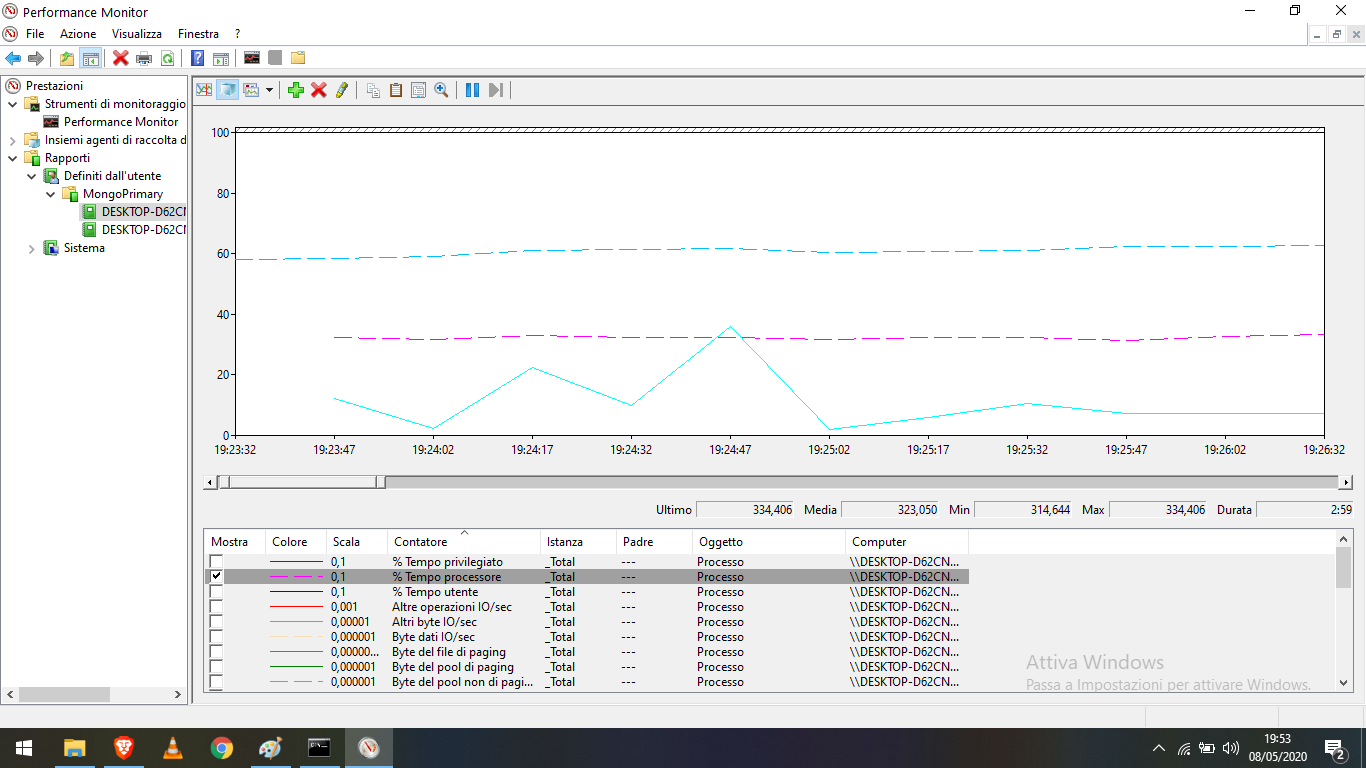 Performance Monitor
File Azione Visualizza Finestra ?
Prestazioni
Strumenti di monitoraggio
Performance Monitor
Insiemi agenti di raccolta d
Rapporti
Definiti dall'utente
MongoPrimary
DESKTOP-D62CN
DESKTOP-D62CN
Sistema
100
80
60
40
20
0
19:23:32 19:23:47 19:24:02 19:24:17 19:24:32 19:24:47 19:25:02 19:25:17 19:25:32 19:25:47 19:26:02 19:26:32
Ultimo 334,406 Media 323,050 Min 314,644 Max 334,406 Durata 2:59
Mostra Colore Scala Contatore Istanza Padre Oggetto Computer
0,1 % Tempo privilegiato _Total --- Processo \\DESKTOP-D62CN...
0,1 % Tempo processore _Total --- Processo \\DESKTOP-D62CN...
0,1 % Tempo utente _Total --- Processo \\DESKTOP-D62CN...
0,001 Altre operazioni IO/sec _Total --- Processo \\DESKTOP-D62CN...
0,00001 Altri byte IO/sec _Total --- Processo \\DESKTOP-D62CN...
0,000001 Byte dati IO/sec _Total --- Processo \\DESKTOP-D62CN...
0,00000... Byte del file di paging _Total --- Processo \\DESKTOP-D62CN...
0,000001 Byte del pool di paging _Total --- Processo \\DESKTOP-D62CN...
0,000001 Byte del pool non di pagi... _Total --- Processo \\DESKTOP-D62CN...
Attiva Windows
Passa a Impostazioni per attivare Windows.
19:53
08/05/2020
2